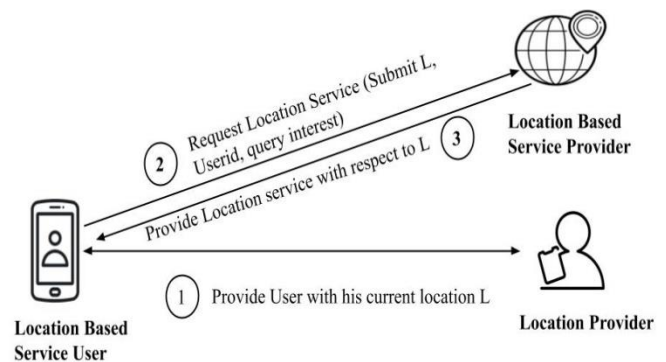 2
Request Location Service (Submit L,
Userid, query interest)
Provide Location service with respect to L
3
Location Based
Service Provider
1
Provide User with his current location L
Location Based
Service User
Location Provider